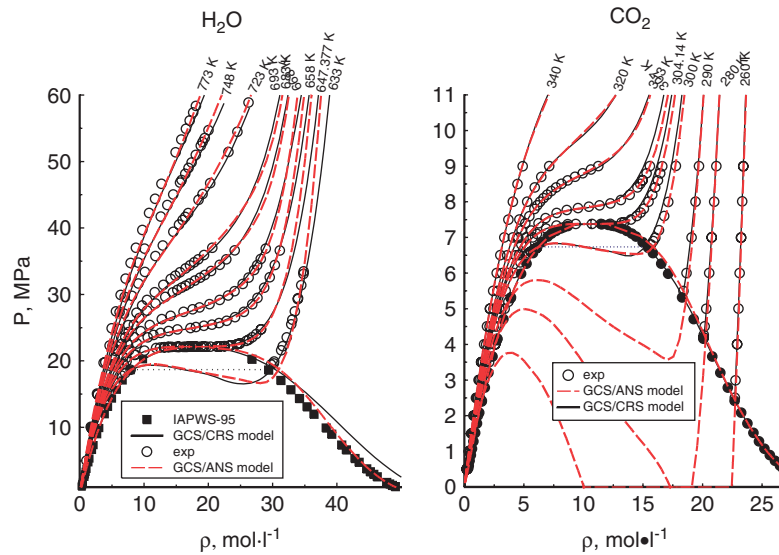 H2O
CO2
773 K
748 K
723 K
693 K
683 K
658 K
647.377 K
633 K
340 K
320 K
304.14 K
300 K
290 K
280 K
260 K
60
50
40
30
20
10
P, MPa
11
10
9
8
7
6
5
4
3
2
1
0
IAPWS-95
GCS/CRS model
exp
GCS/ANS model
exp
GCS/ANS model
GCS/CRS model
0 10 20 30 40
0 5 10 15 20 25
ρ, mol·l-1
ρ, mol●l-1